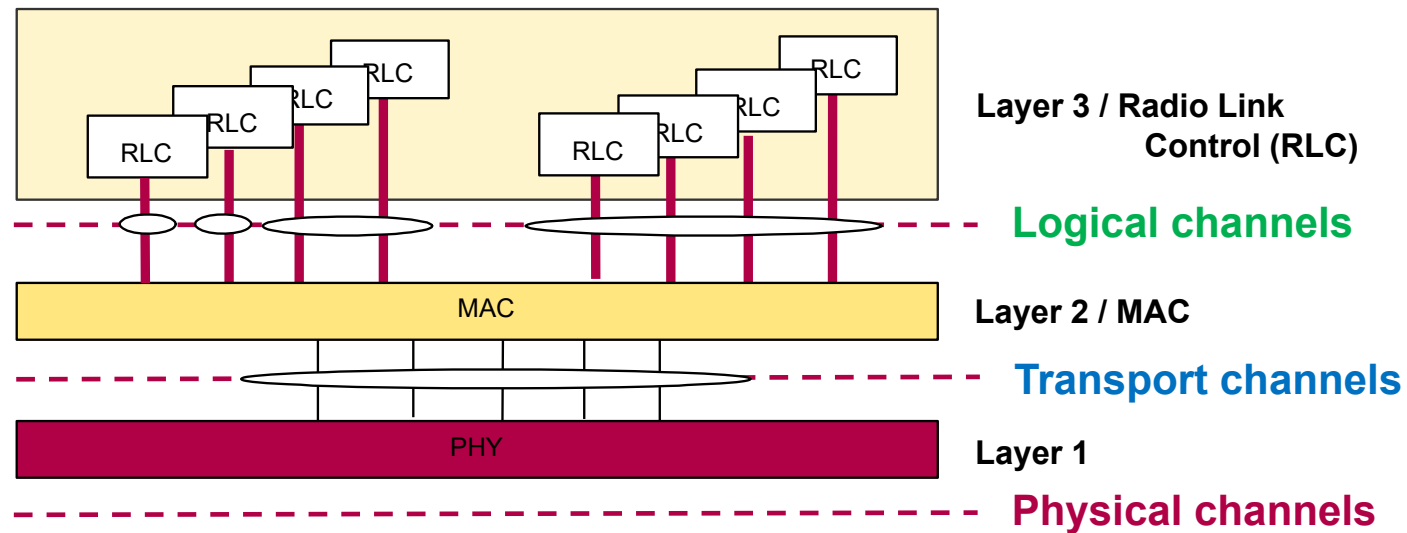 RLC
RLC
RLC
RLC
RLC
RLC
RLC
RLC
Layer 3 / Radio Link
Control (RLC)
Logical channels
MAC
Layer 2 / MAC
Transport channels
PHY
Layer 1
Physical channels